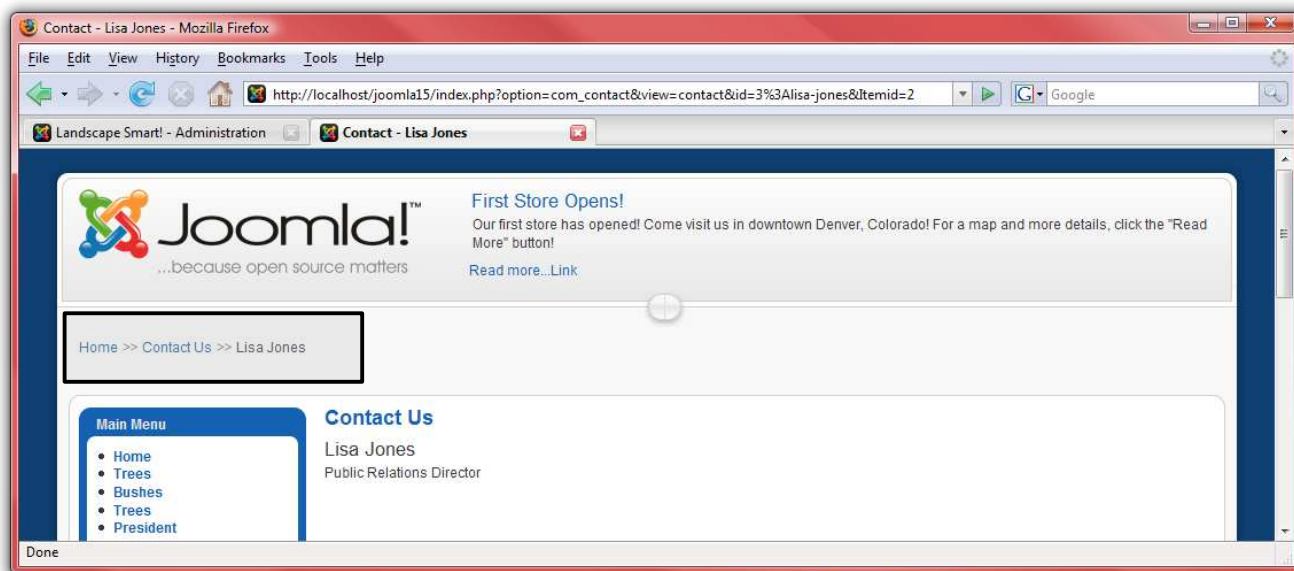 Contact - Lisa Jones - Mozilla Firefox
File Edit View History Bookmarks Tools Help
http://localhost/joomla15/index.php?option=com_contact&view=contact&id=3%3Alisa-jones&Itemid=2 G Google
Landscape Smart! - Administration Contact - Lisa Jones
Joomla!™
...because open source matters
First Store Opens!
Our first store has opened! Come visit us in downtown Denver, Colorado! For a map and more details, click the "Read
More" button!
Read more...Link
Home >> Contact Us >> Lisa Jones
Main Menu
Home
Trees
Bushes
Trees
President
Contact Us
Lisa Jones
Public Relations Director
Done